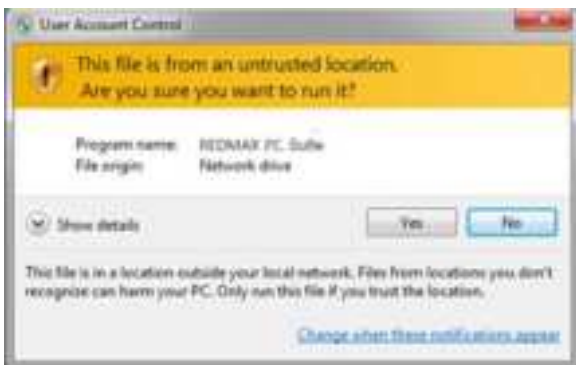 User Account Control
This file is from an untrusted location.
Are you sure you want to run it?
Program name: REDMAX PC Suite
File origin: Network drive
Show details
Yes
No
This file is in a location outside your local network. Files from locations you don't
recognize can harm your PC. Only run this file if you trust the location.
Change when these notifications appear